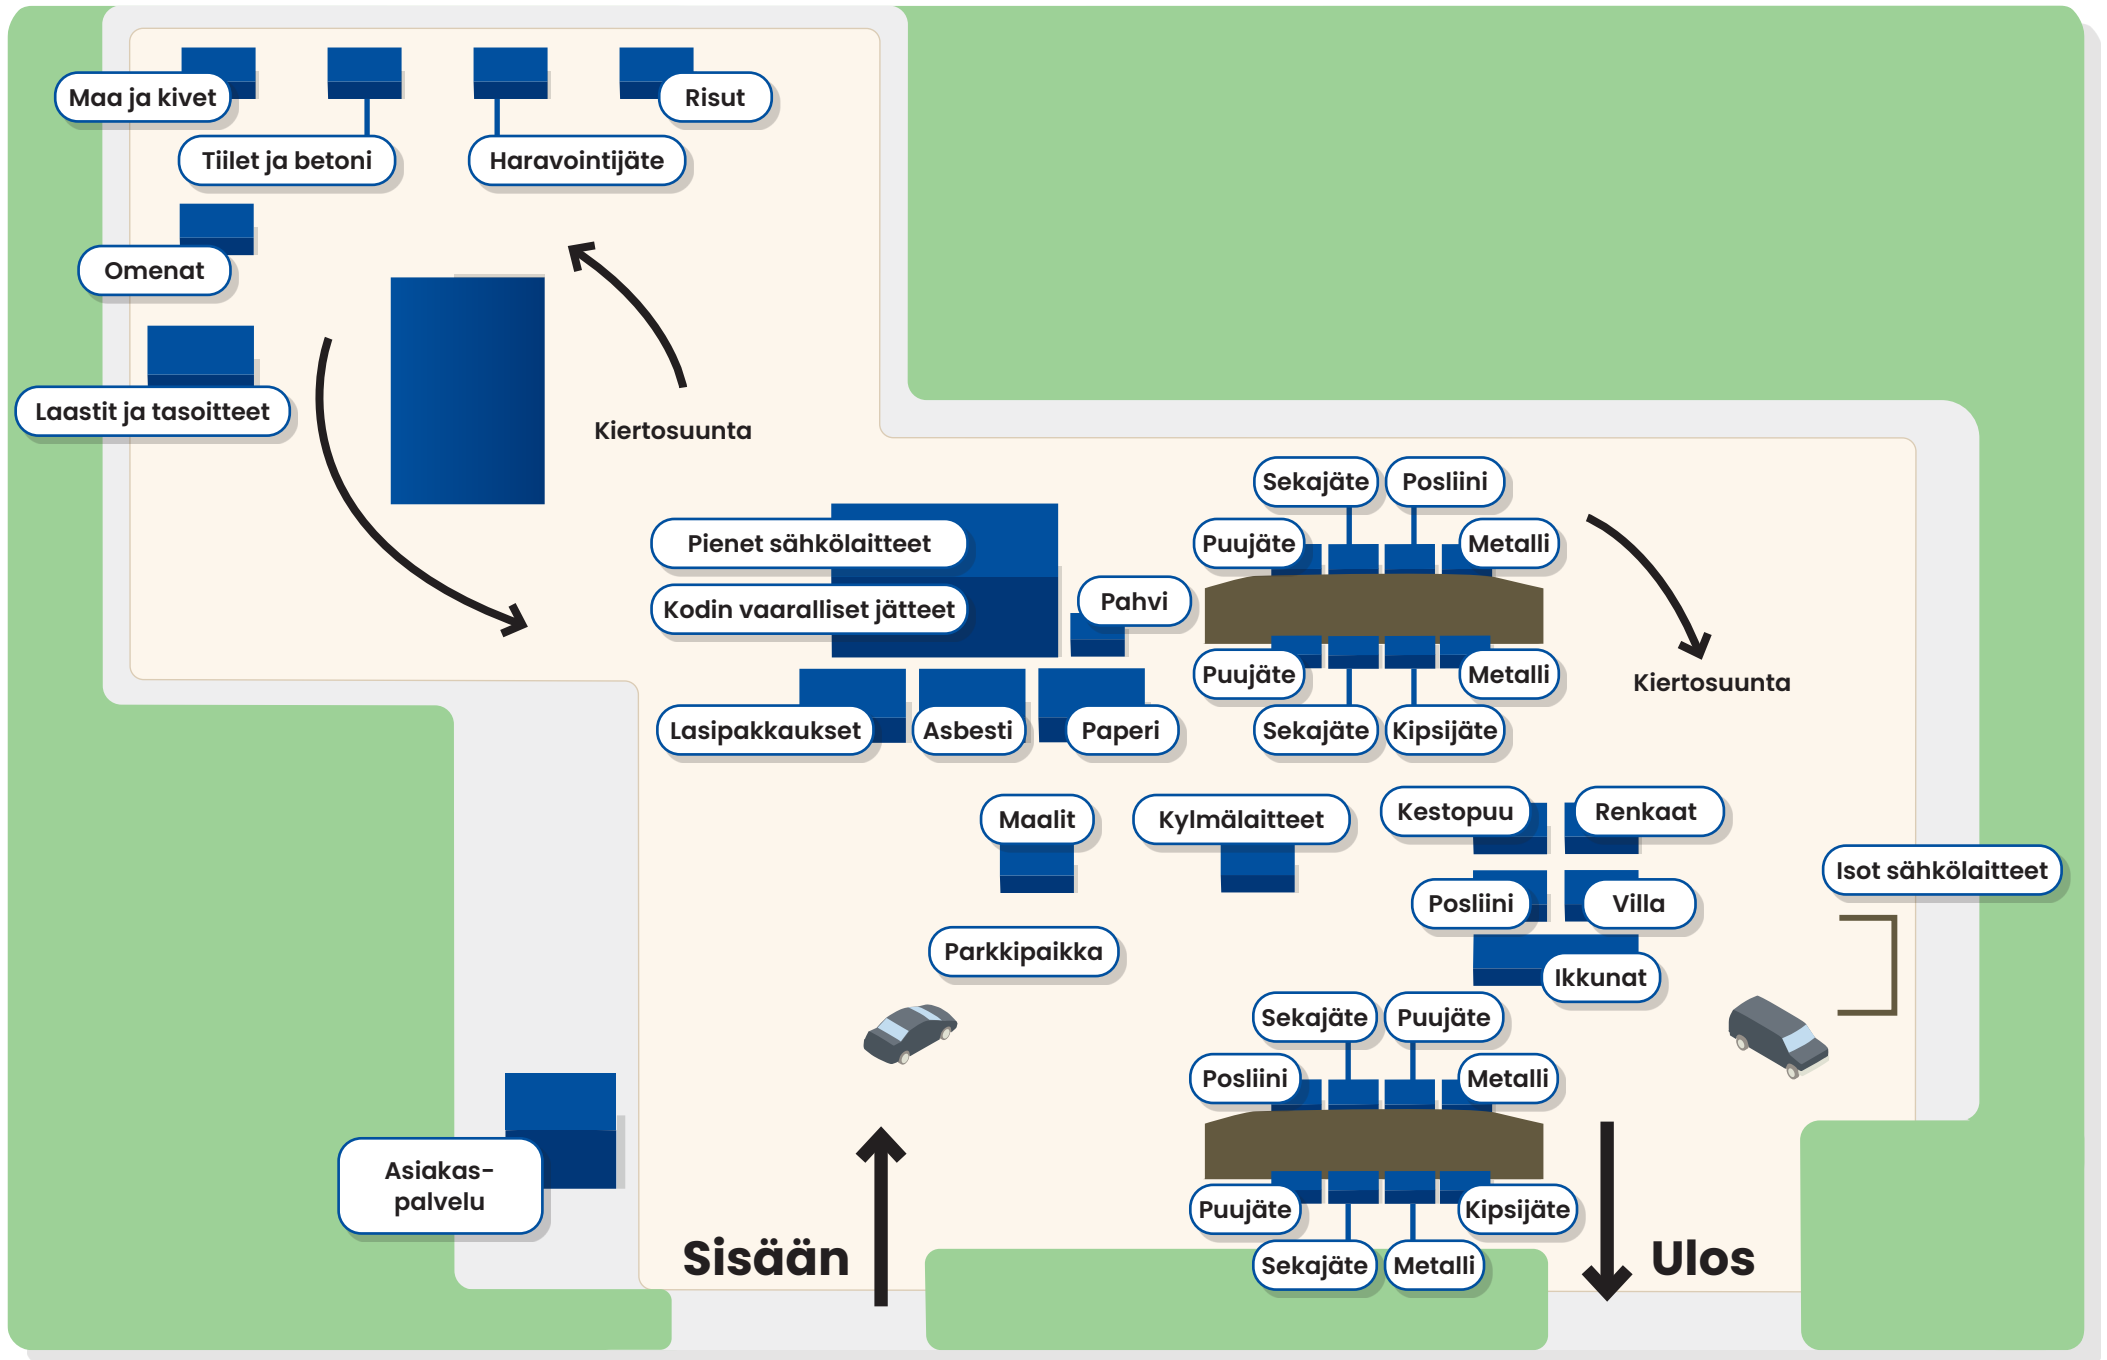 Maa ja kivet
Risut
Tiilet ja betoni
Haravointijäte
Omenat
Laastit ja tasoitteet
Kiertosuunta
Sekajäte
Posliini
Puujäte
Metalli
Pienet sähkölaitteet
Kodin vaaralliset jätteet
Pahvi
Puujäte
Metalli
Kiertosuunta
Lasipakkaukset
Asbesti
Paperi
Sekajäte
Kipsijäte
Maalit
Kylmälaitteet
Kestopuu
Renkaat
Isot sähkölaitteet
Posliini
Villa
Parkkipaikka
Ikkunat
Sekajäte
Puujäte
Posliini
Metalli
Asiakas-
palvelu
Puujäte
Kipsijäte
Sisään
Sekajäte
Metalli
Ulos